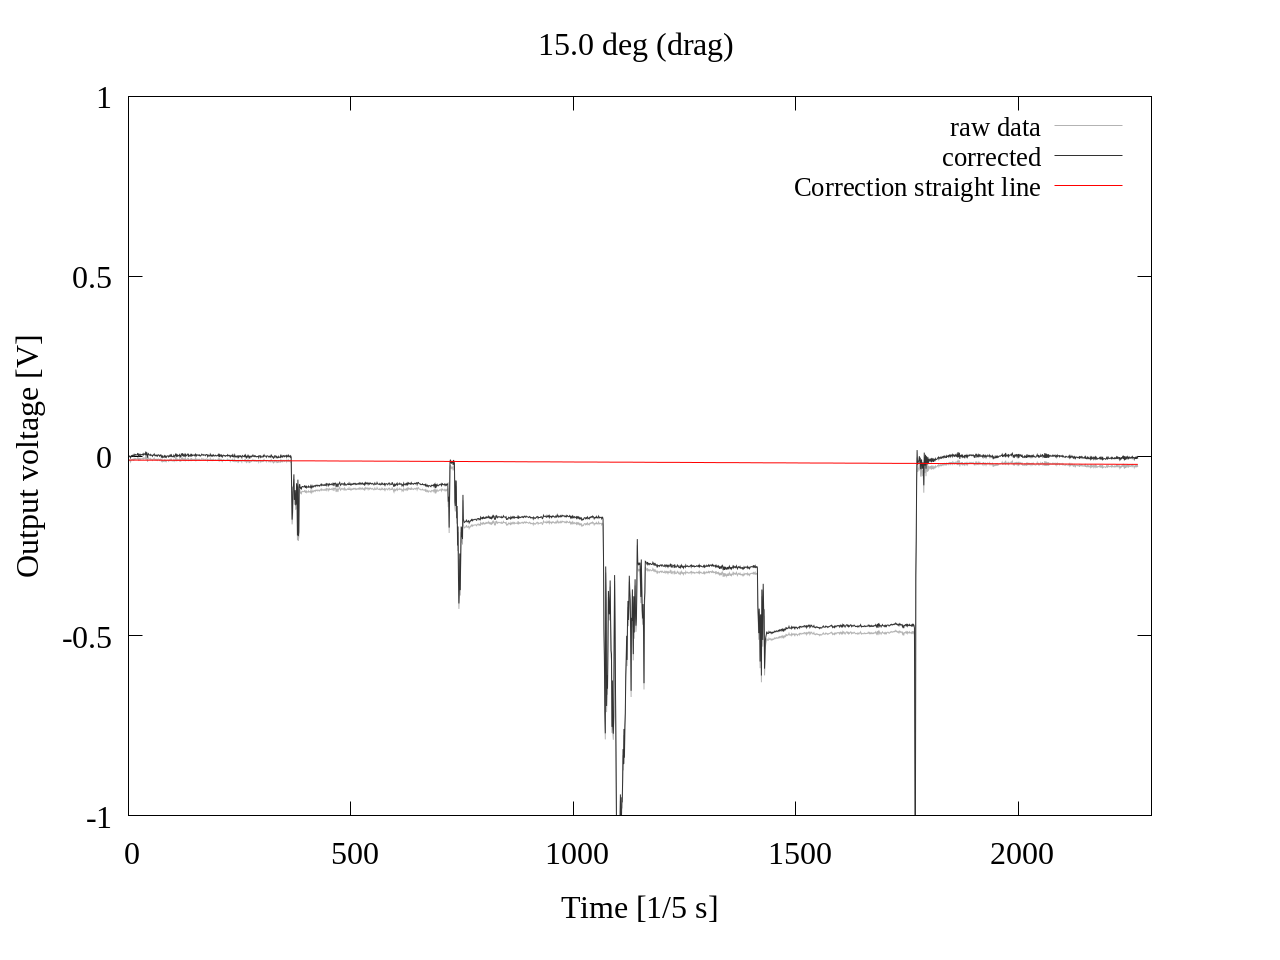 15.0 deg (drag)
1
0.5
0
-0.5
-1
Output voltage [V]
raw data
corrected
Correction straight line
0 500 1000 1500 2000
Time [1/5 s]